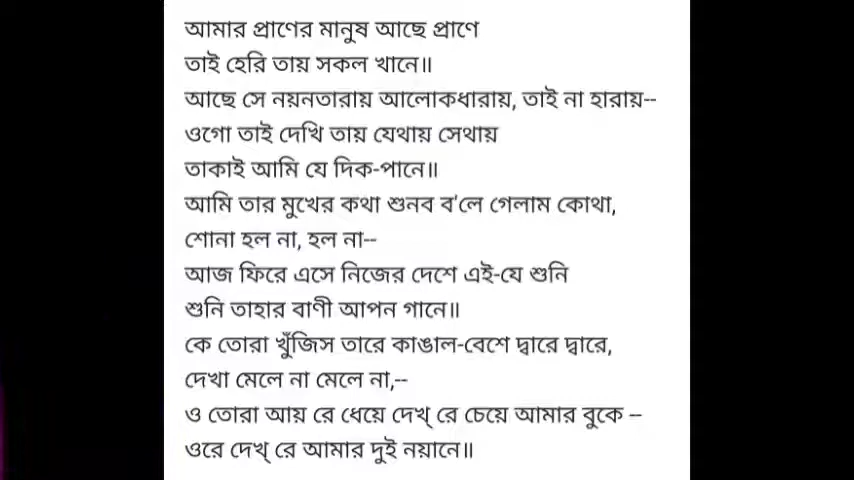 আমার প্রাণের মানুষ আছে প্রাণে
তাই হেরি তায় সকল খানে॥
আছে সে নয়নতারায় আলোকধারায়, তাই না হারায়--
ওগো তাই দেখি তায় যেথায় সেথায়
তাকাই আমি যে দিক-পানে॥
আমি তার মুখের কথা শুনব ব'লে গেলাম কোথা,
শোনা হল না, হল না--
আজ ফিরে এসে নিজের দেশে এই-যে শুনি
শুনি তাহার বাণী আপন গানে॥
কে তোরা খুঁজিস তারে কাঙাল-বেশে দ্বারে দ্বারে,
দেখা মেলে না মেলে না,--
ও তোরা আয় রে ধেয়ে দেখ্ রে চেয়ে আমার বুকে --
ওরে দেখ্ রে আমার দুই নয়ানে॥